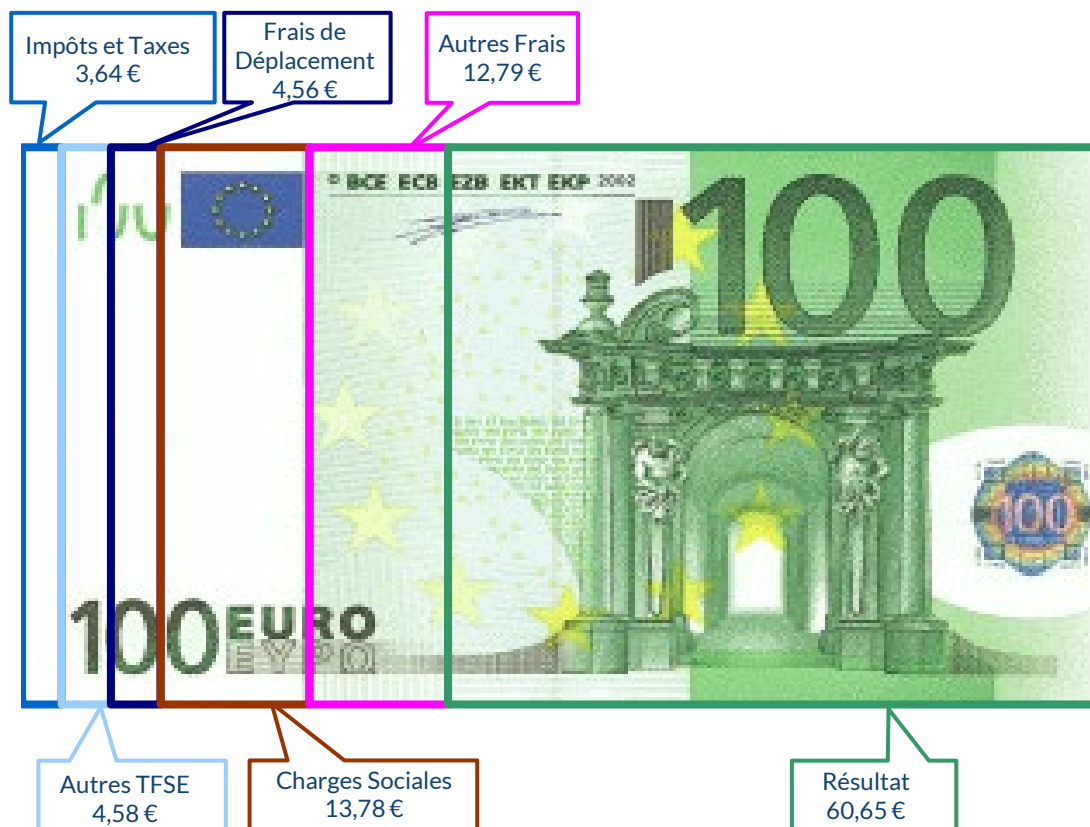 Impôts et Taxes
3,64 €
Frais de
Déplacement
4,56 €
Autres Frais
12,79 €
© BCE ECB EZB EKT EKP 2002
100
100
100 EURO
ΕΥΡΩ
Autres TFSE
4,58 €
Charges Sociales
13,78 €
Résultat
60,65 €